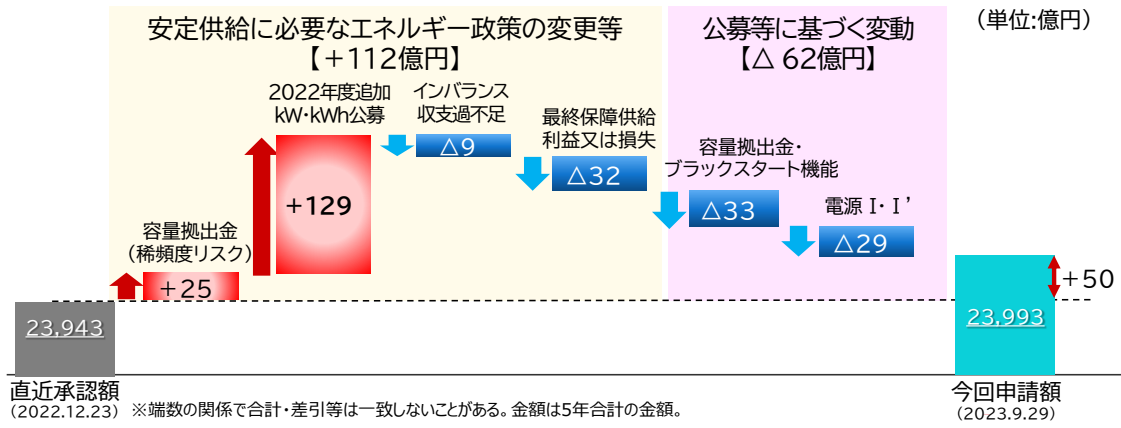 (単位:億円)
安定供給に必要なエネルギー政策の変更等
【+112億円】
公募等に基づく変動
【△ 62億円】
容量拠出金
(稀頻度リスク)
+25
2022年度追加
kW・kWh公募
+129
インバランス
収支過不足
△9
最終保障供給
利益又は損失
△32
容量拠出金・
ブラックスタート機能
△33
電源 I・I’
△29
+50
23,943
23,993
直近承認額
(2022.12.23)
※端数の関係で合計・差引等は一致しないことがある。金額は5年合計の金額。
今回申請額
(2023.9.29)